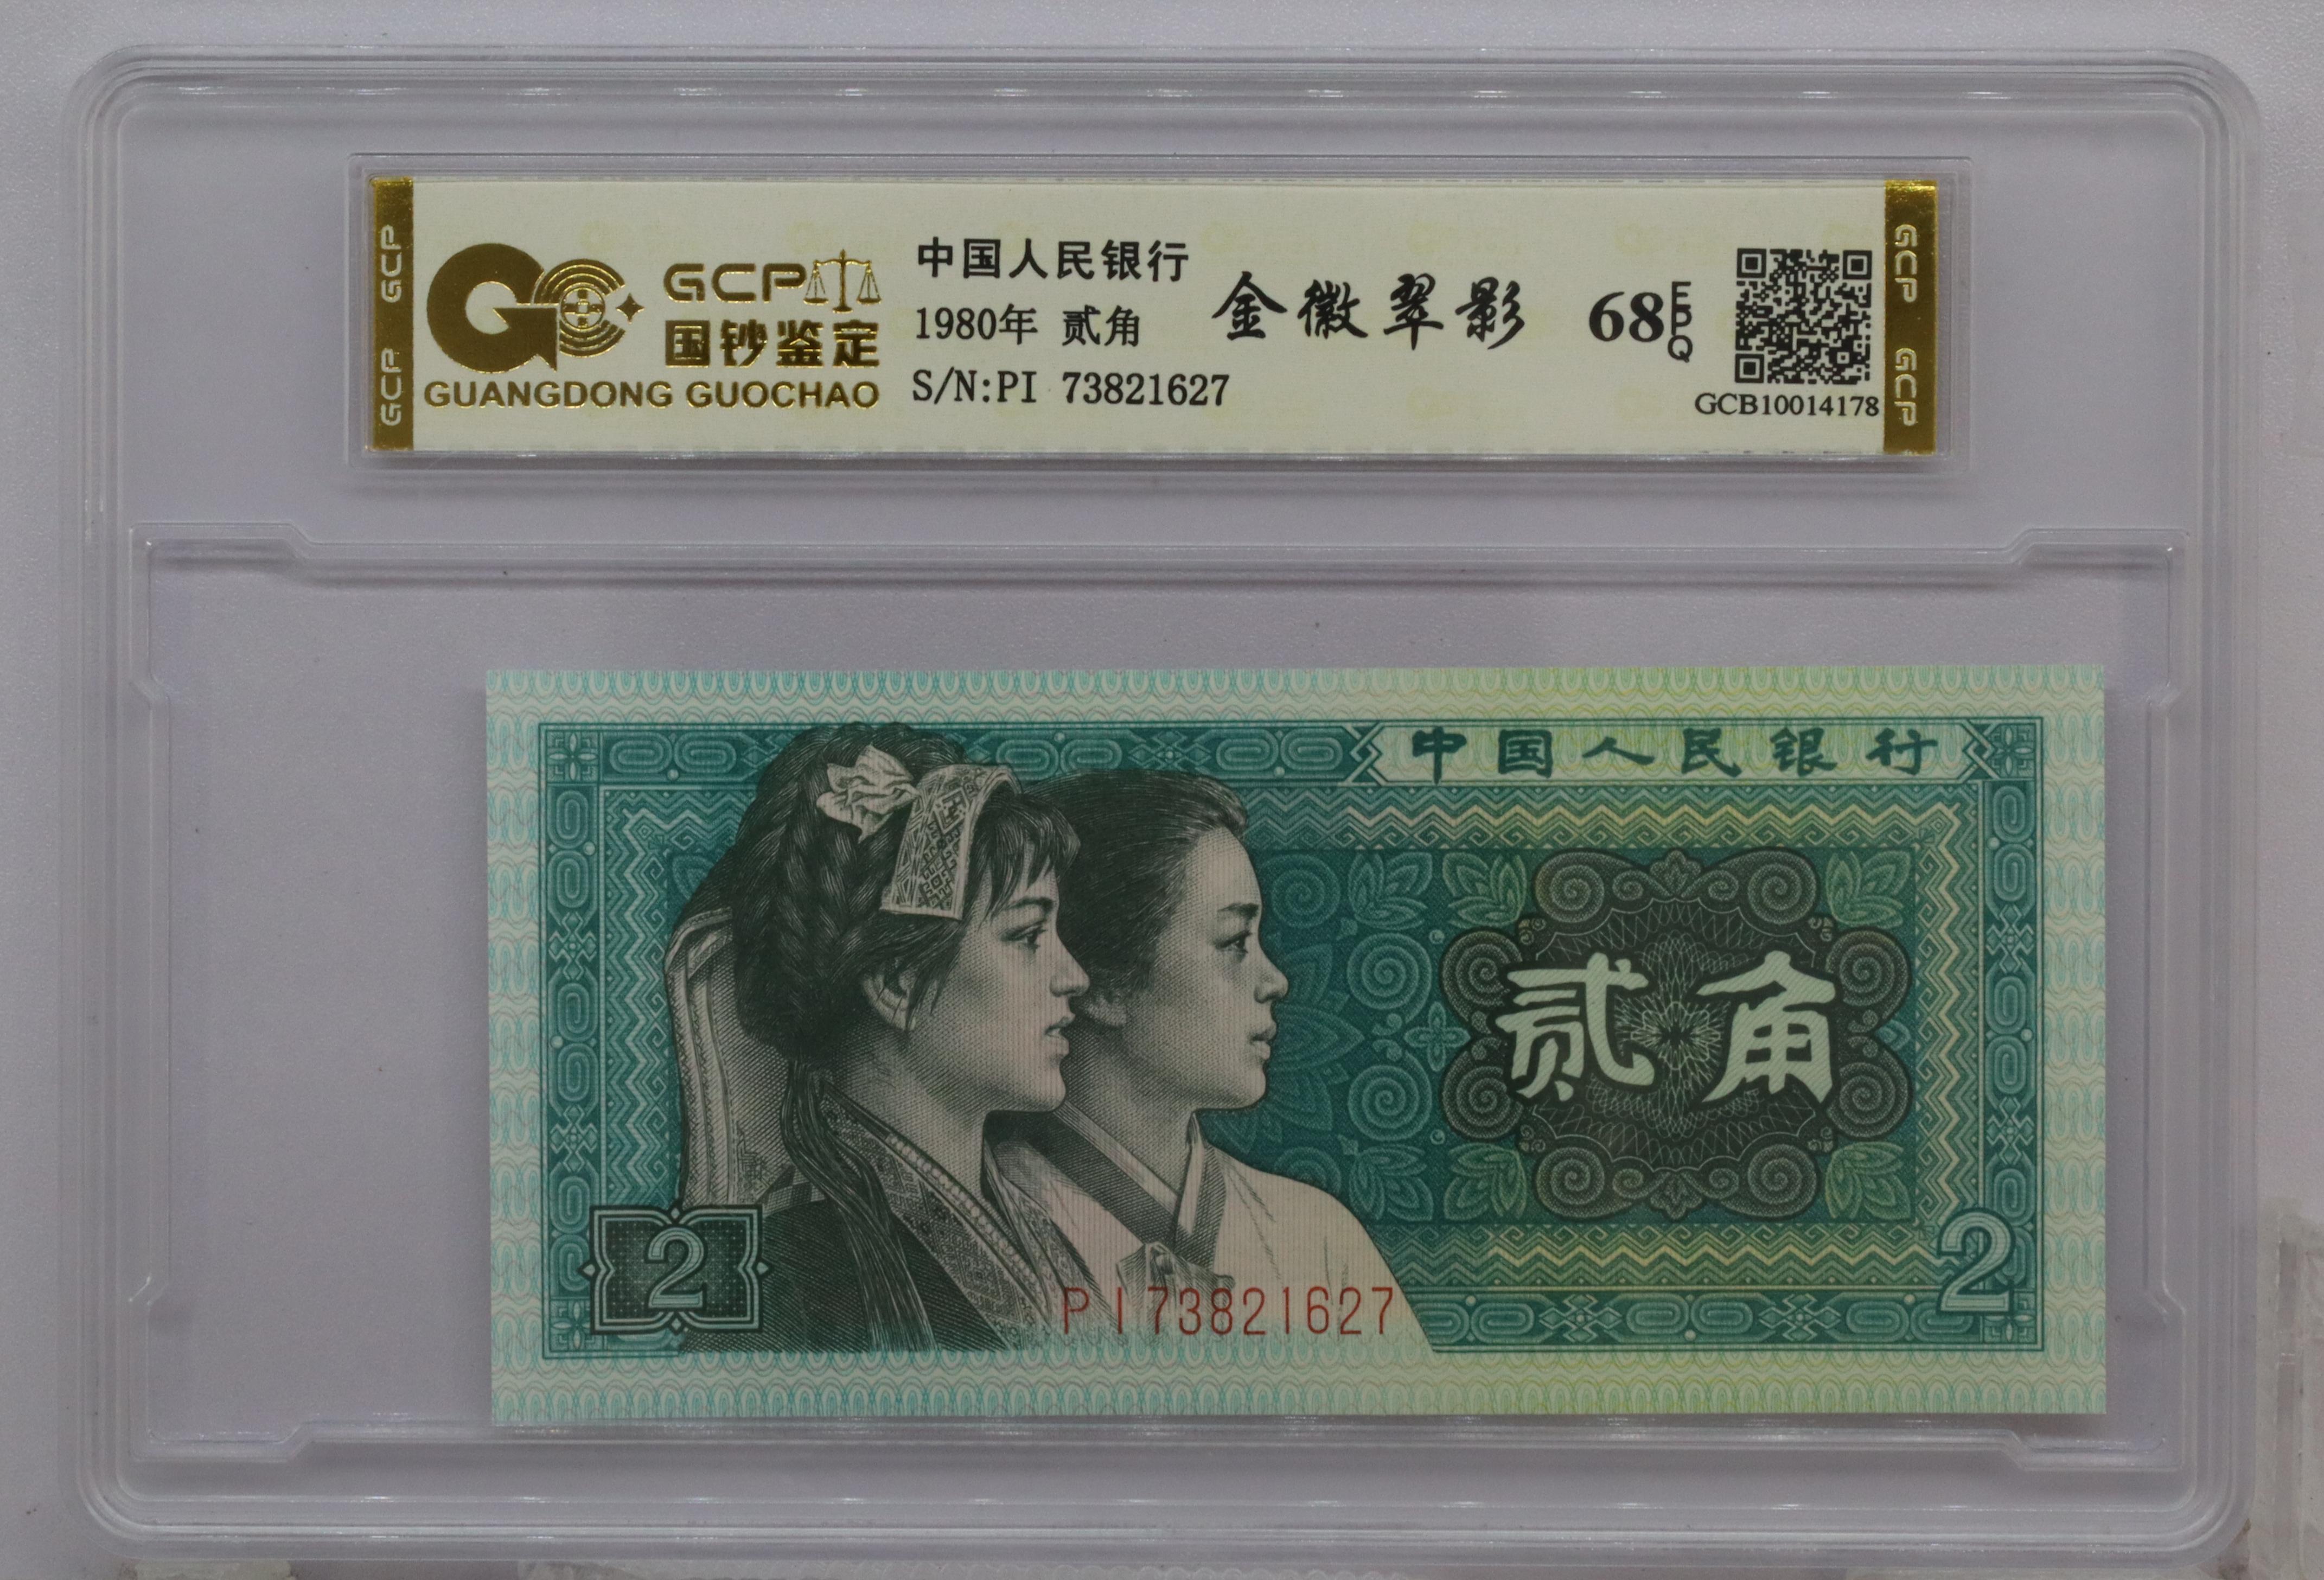 GCP GCP
GCP
国钞鉴定
GUANGDONG GUOCHAO
中国人民银行
1980年 贰角
S/N:PI 73821627
金徽翠影
68 EPQ
GCB10014178
GCP GCP
中国人民银行
贰角
2
PI73821627
2